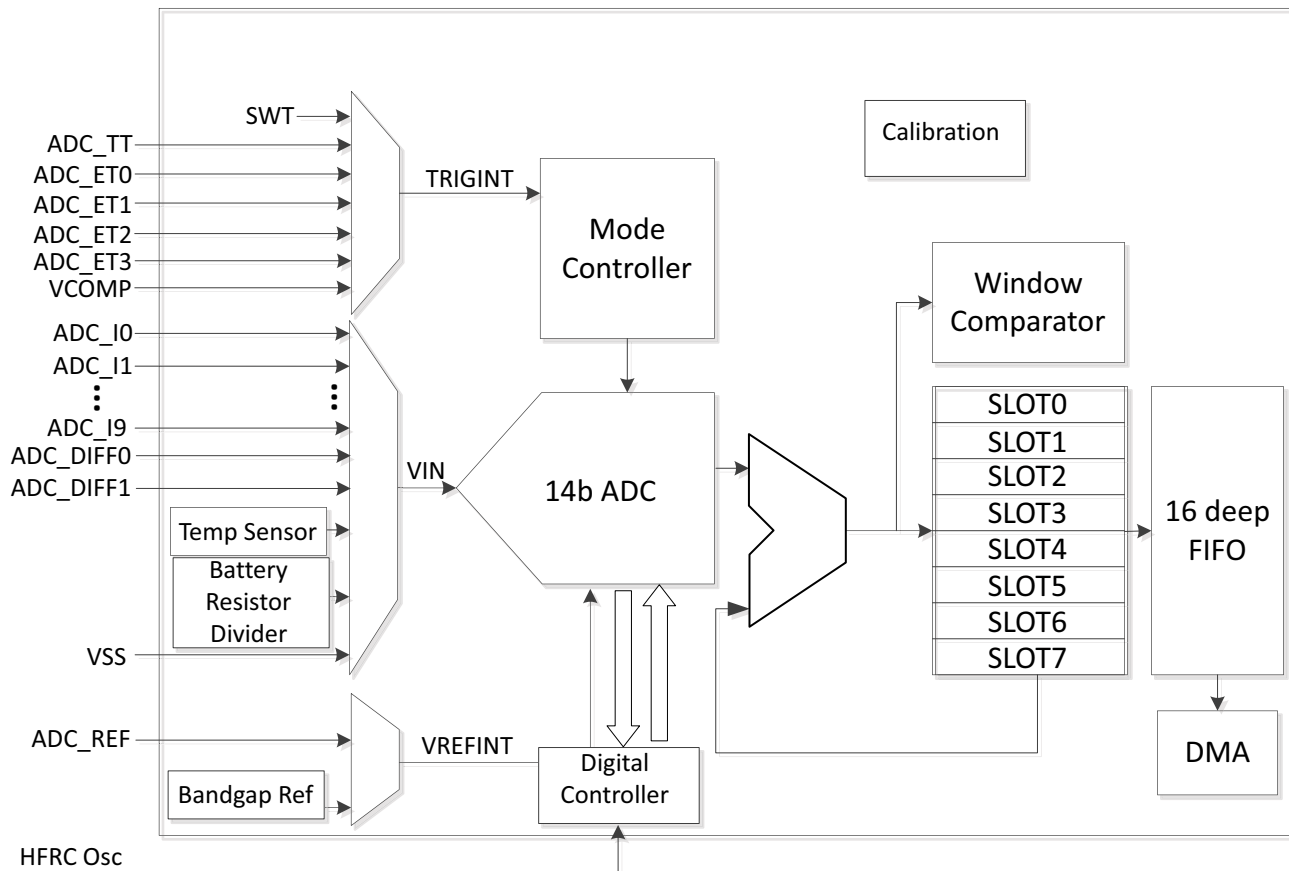 SWT
ADC_TT
ADC_ET0
ADC_ET1
ADC_ET2
ADC_ET3
VCOMP
TRIGINT
Mode
Controller
Calibration
Window
Comparator
ADC_I0
ADC_I1
ADC_I9
ADC_DIFF0
ADC_DIFF1
Temp Sensor
Battery
Resistor
Divider
VSS
VIN
14b ADC
SLOT0
SLOT1
SLOT2
SLOT3
SLOT4
SLOT5
SLOT6
SLOT7
16 deep
FIFO
DMA
ADC_REF
Bandgap Ref
VREFINT
Digital
Controller
HFRC Osc